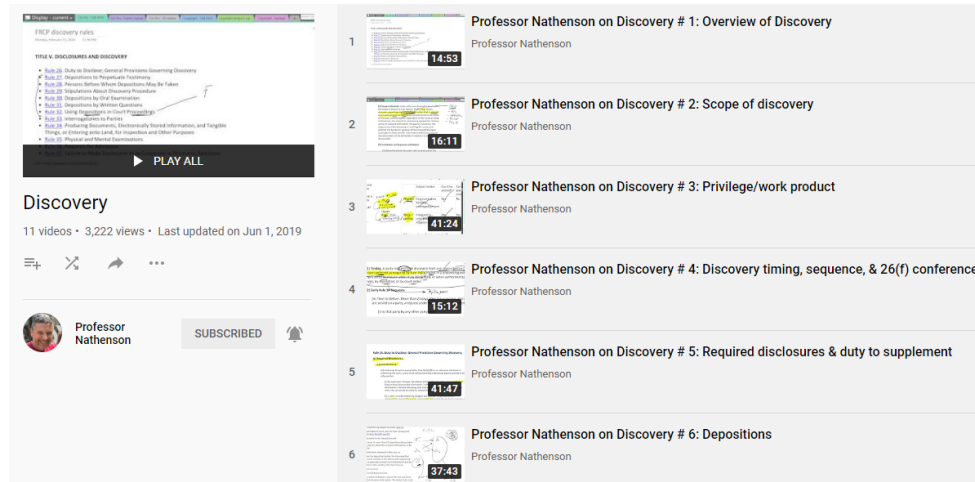 FRCP discovery rules
TITLE V. DISCLOSURES AND DISCOVERY
Rule 26. Duty to Disclose; General Provisions Governing Discovery
Rule 27. Depositions to Perpetuate Testimony
Rule 28. Persons Before Whom Depositions May Be Taken
Rule 29. Stipulations About Discovery Procedure
Rule 30. Depositions by Oral Examination
Rule 31. Depositions by Written Questions
Rule 32. Using Depositions in Court Proceedings
Rule 33. Interrogatories to Parties
Rule 34. Producing Documents, Electronically Stored Information, and Tangible
Things, or Entering onto Land, for Inspection and Other Purposes
Rule 35. Physical and Mental Examinations
PLAY ALL
Discovery
11 videos • 3,222 views • Last updated on Jun 1, 2019
Professor
Nathenson
SUBSCRIBED
1
14:53
Professor Nathenson on Discovery # 1: Overview of Discovery
Professor Nathenson
2
16:11
Professor Nathenson on Discovery # 2: Scope of discovery
Professor Nathenson
3
41:24
Professor Nathenson on Discovery # 3: Privilege/work product
Professor Nathenson
4
15:12
Professor Nathenson on Discovery # 4: Discovery timing, sequence, & 26(f) conference
Professor Nathenson
5
41:47
Professor Nathenson on Discovery # 5: Required disclosures & duty to supplement
Professor Nathenson
6
37:43
Professor Nathenson on Discovery # 6: Depositions
Professor Nathenson